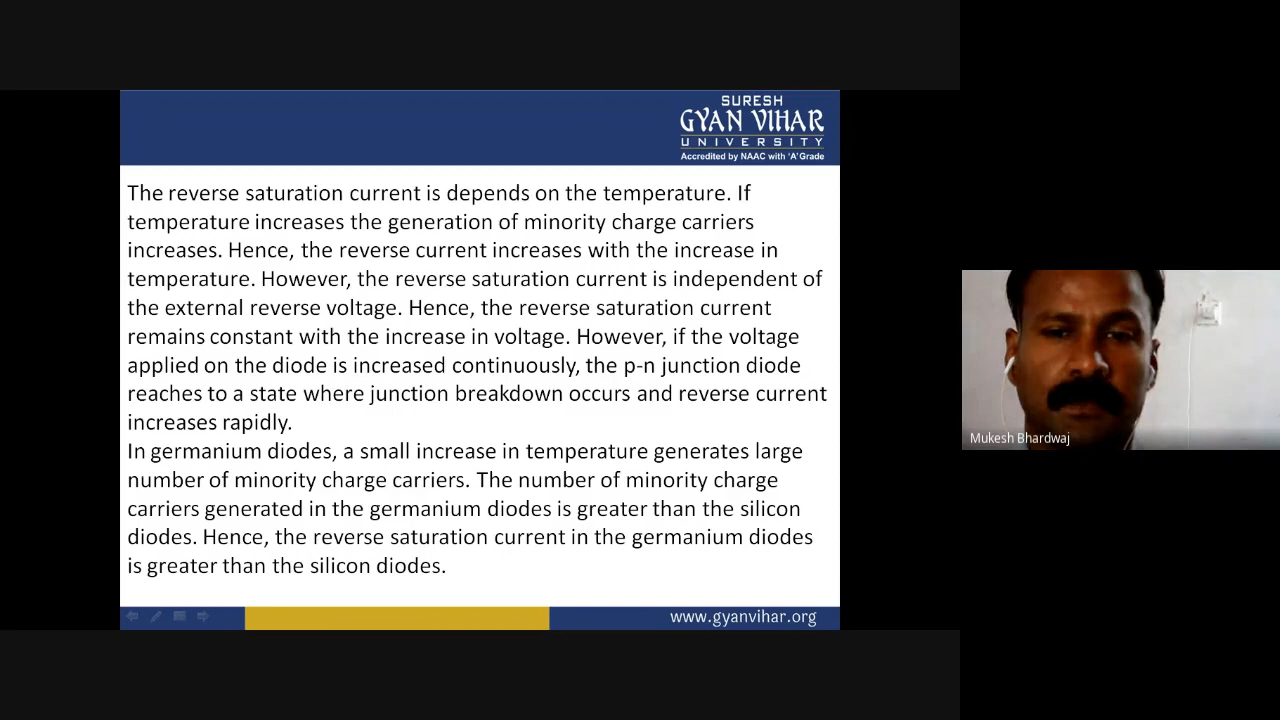 SURESH
GYAN VIHAR
UNIVERSITY
Accredited by NAAC with 'A' Grade
The reverse saturation current is depends on the temperature. If
temperature increases the generation of minority charge carriers
increases. Hence, the reverse current increases with the increase in
temperature. However, the reverse saturation current is independent of
the external reverse voltage. Hence, the reverse saturation current
remains constant with the increase in voltage. However, if the voltage
applied on the diode is increased continuously, the p-n junction diode
reaches to a state where junction breakdown occurs and reverse current
increases rapidly.
In germanium diodes, a small increase in temperature generates large
number of minority charge carriers. The number of minority charge
carriers generated in the germanium diodes is greater than the silicon
diodes. Hence, the reverse saturation current in the germanium diodes
is greater than the silicon diodes.
www.gyanvihar.org
Mukesh Bhardwaj